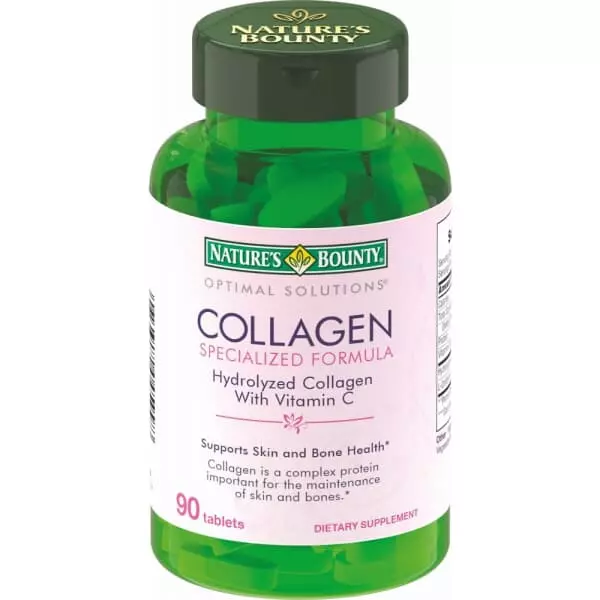 NATURE'S
BOUNTY
NATURE'S BOUNTY®
OPTIMAL SOLUTIONS®
COLLAGEN
SPECIALIZED FORMULA
Hydrolyzed Collagen
With Vitamin C
Supports Skin and Bone Health*
Collagen is a complex protein
important for the maintenance
of skin and bones.*
90 tablets
DIETARY SUPPLEMENT